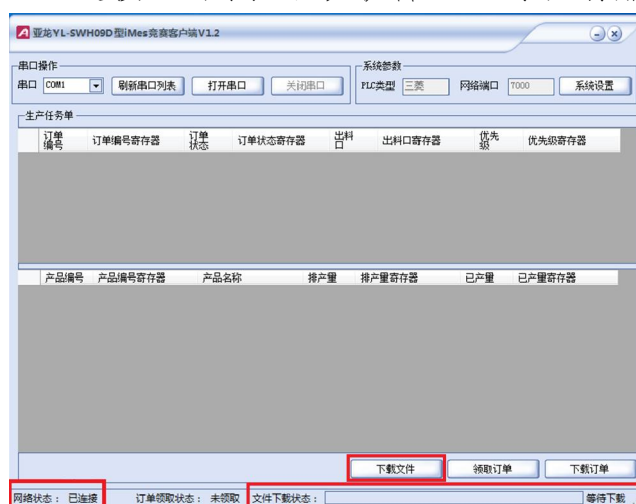 亚龙YL-SWH09D型iMes竞赛客户端V1.2
串口操作
串口 COM1 刷新串口列表 打开串口 关闭串口
系统参数
PLC类型 三菱 网络端口 7000 系统设置
生产任务单
订单编号 订单编号寄存器 订单状态 订单状态寄存器 出料口 出料口寄存器 优先级 优先级寄存器
产品编号 产品编号寄存器 产品名称 排产量 排产量寄存器 已产量 已产量寄存器
下载文件 领取订单 下载订单
网络状态： 已连接 订单领取状态： 未领取 文件下载状态： 等待下载